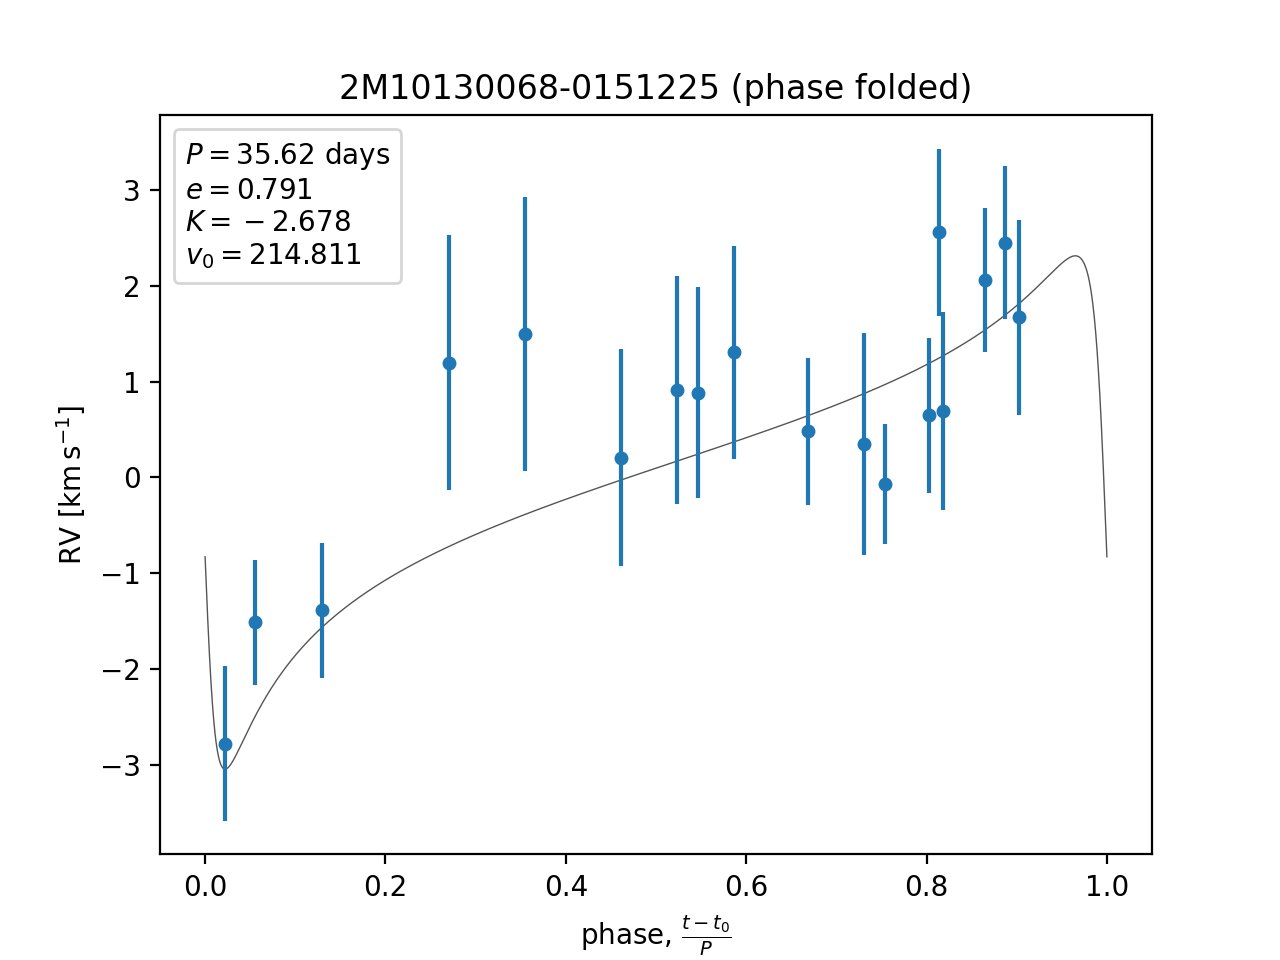 2M10130068-0151225 (phase folded)
P = 35.62 days
e = 0.791
K = −2.678
v₀ = 214.811
3
2
1
0
−1
−2
−3
RV [km s⁻¹]
0.0 0.2 0.4 0.6 0.8 1.0
phase, (t − t₀)/P